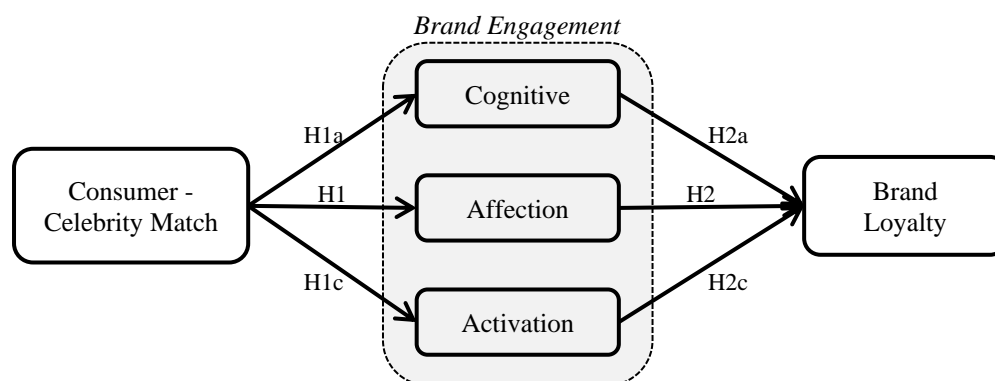 Brand Engagement
Cognitive
H1a
H2a
Consumer -
Celebrity Match
H1
Affection
H2
Brand
Loyalty
H1c
H2c
Activation